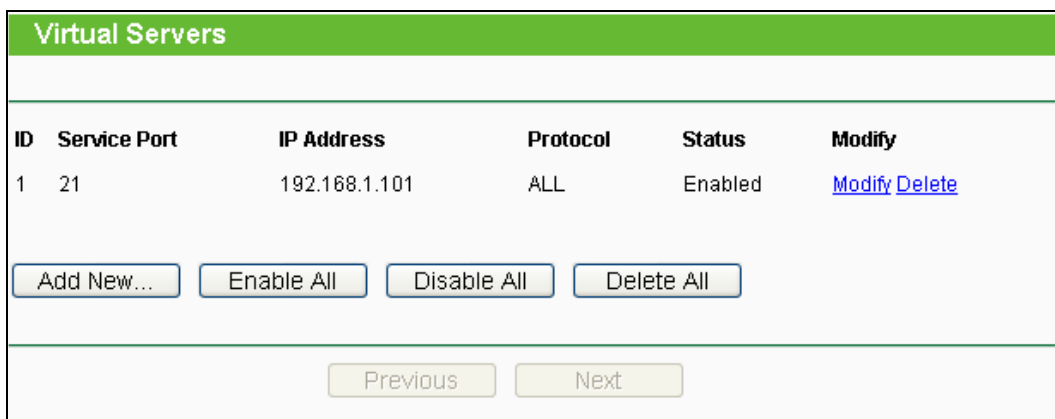 Virtual Servers
ID Service Port IP Address Protocol Status Modify
1 21 192.168.1.101 ALL Enabled Modify Delete
Add New... Enable All Disable All Delete All
Previous Next